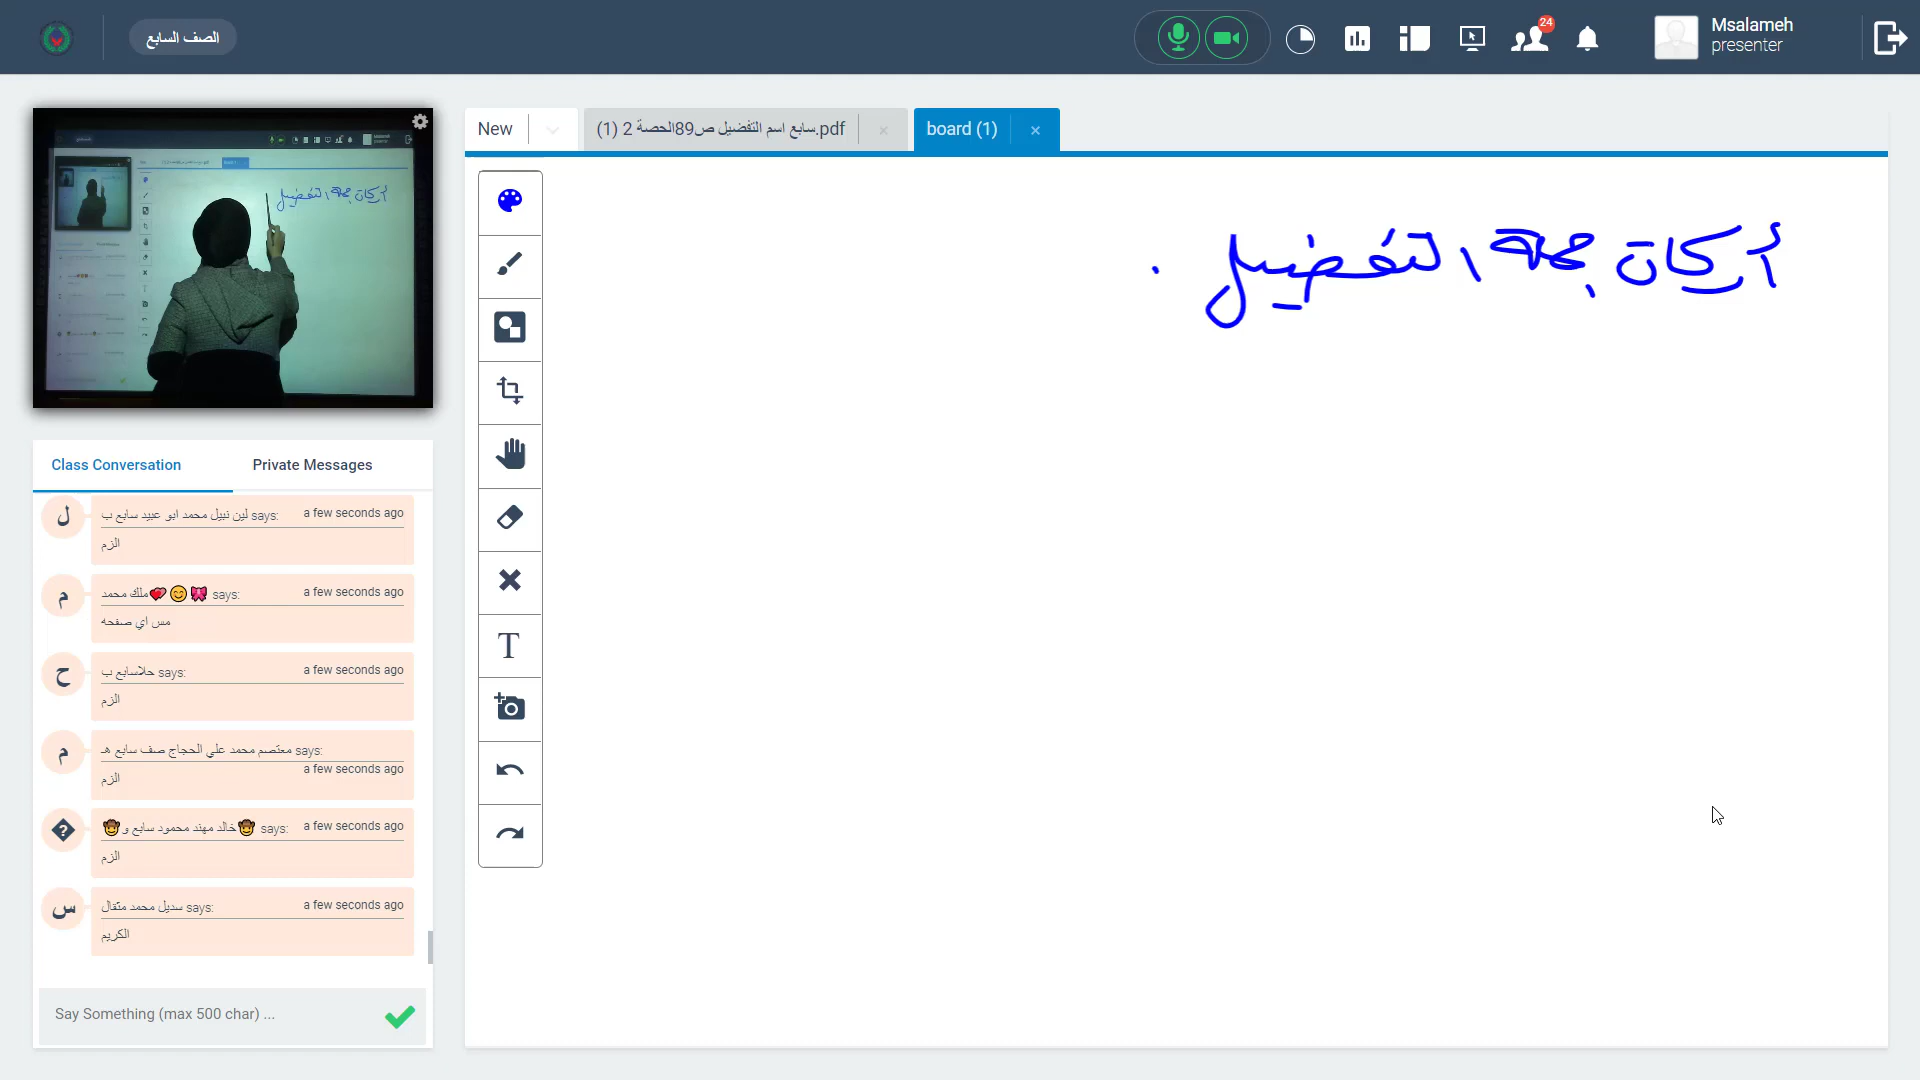 الصف السابع
24
Msalameh
presenter
New
سابع اسم التفضيل ص89الحصة 2 (1).pdf
board (1)
أركان جملة التفضيل .
T
Class Conversation
Private Messages
ل
لين نبيل محمد ابو عبيد سابع ب says:
a few seconds ago
الزم
م
ملك محمد💞😊🎀 says:
a few seconds ago
مس اي صفحه
ح
حلاسابع ب says:
a few seconds ago
الزم
م
معتصم محمد علي الحجاج صف سابع هـ says:
a few seconds ago
الزم
?
🤠خالد مهند محمود سابع و🤠 says:
a few seconds ago
الزم
س
سديل محمد مثقال says:
a few seconds ago
الكريم
Say Something (max 500 char) ...